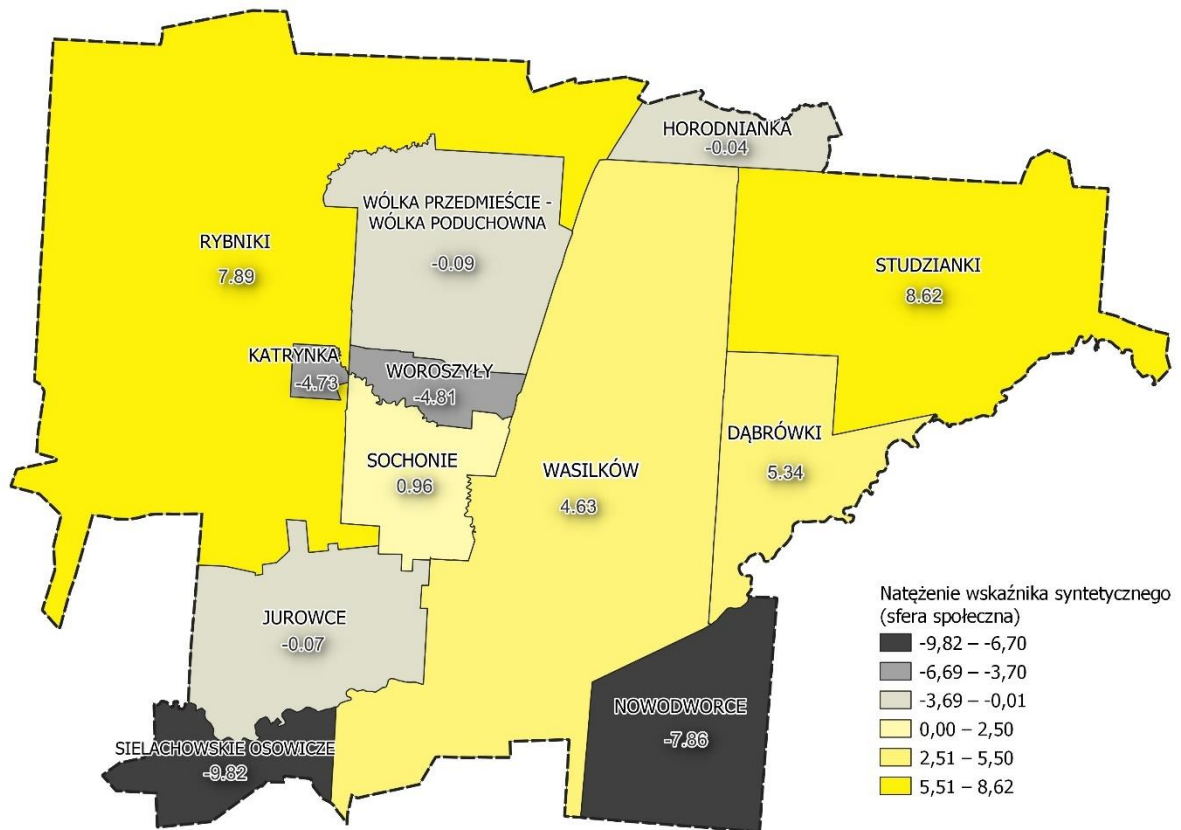 HORODNIANKA
-0.04
WÓLKA PRZEDMIEŚCIE -
WÓLKA PODUCHOWNA
-0.09
RYBNIKI
7.89
STUDZIANKI
8.62
KATRYNKA
-4.73
WOROSZYŁY
-4.81
DĄBRÓWKI
5.34
SOCHONIE
0.96
WASILKÓW
4.63
JUROWCE
-0.07
NOWODWORCE
-7.86
SIELACHOWSKIE OSOWICZE
-9.82
Natężenie wskaźnika syntetycznego
(sfera społeczna)
-9,82 – -6,70
-6,69 – -3,70
-3,69 – -0,01
0,00 – 2,50
2,51 – 5,50
5,51 – 8,62